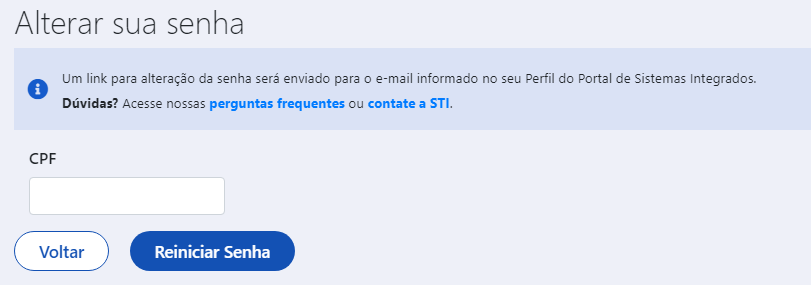 Alterar sua senha
Um link para alteração da senha será enviado para o e-mail informado no seu Perfil do Portal de Sistemas Integrados.
Dúvidas? Acesse nossas perguntas frequentes ou contate a STI.
CPF
Voltar
Reiniciar Senha